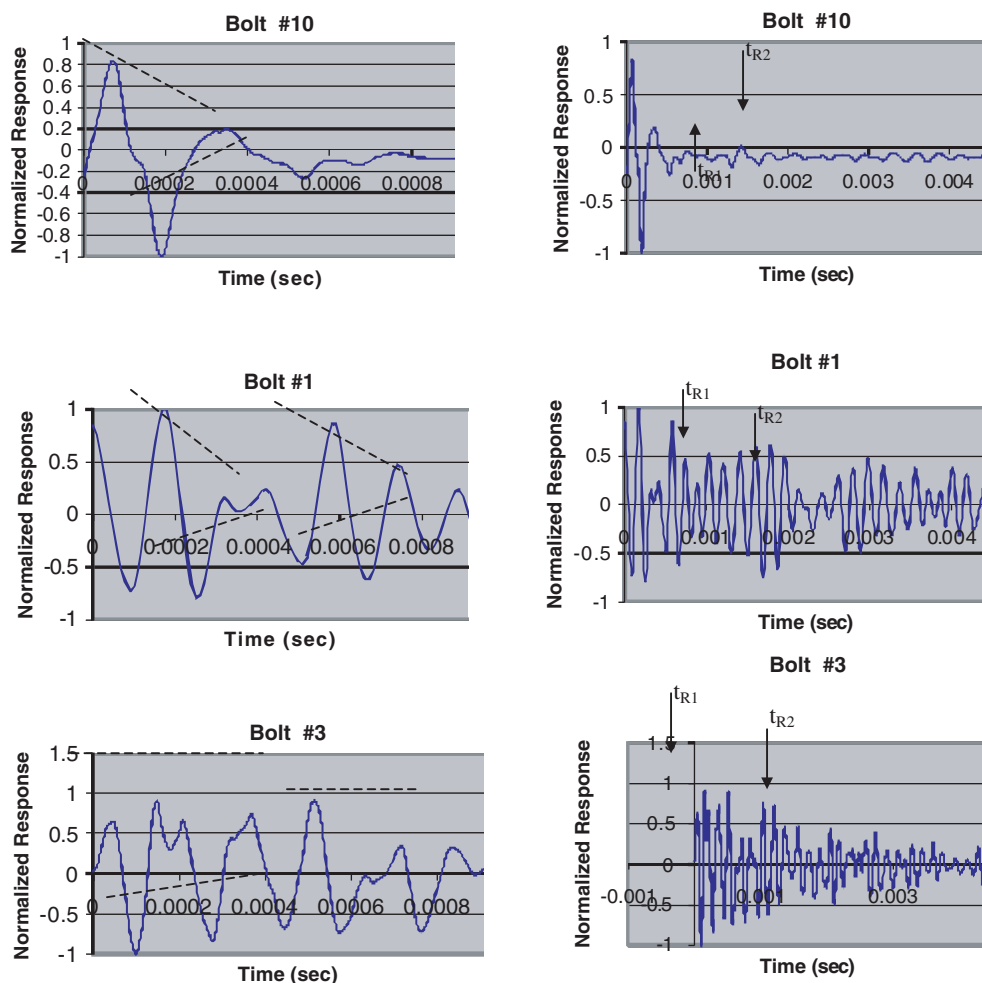 Bolt #10
Normalized Response
1
0.8
0.6
0.4
0.2
0
-0.2
-0.4
-0.6
-0.8
-1
0 0.0002 0.0004 0.0006 0.0008
Time (sec)
Bolt #10
Normalized Response
1
0.5
0
-0.5
-1
0 0.001 0.002 0.003 0.004
tR2
tR1
Time (sec)
Bolt #1
Normalized Response
1
0.5
0
-0.5
-1
0 0.0002 0.0004 0.0006 0.0008
Time (sec)
Bolt #1
Normalized Response
1
0.5
0
-0.5
-1
0 0.001 0.002 0.003 0.004
tR1
tR2
Time (sec)
Bolt #3
Normalized Response
1.5
1
0.5
0
-0.5
-1
0 0.0002 0.0004 0.0006 0.0008
Time (sec)
Bolt #3
tR1
tR2
Normalized Response
1.5
1
0.5
0
-0.5
-1
-0.001 0.001 0.003
Time (sec)